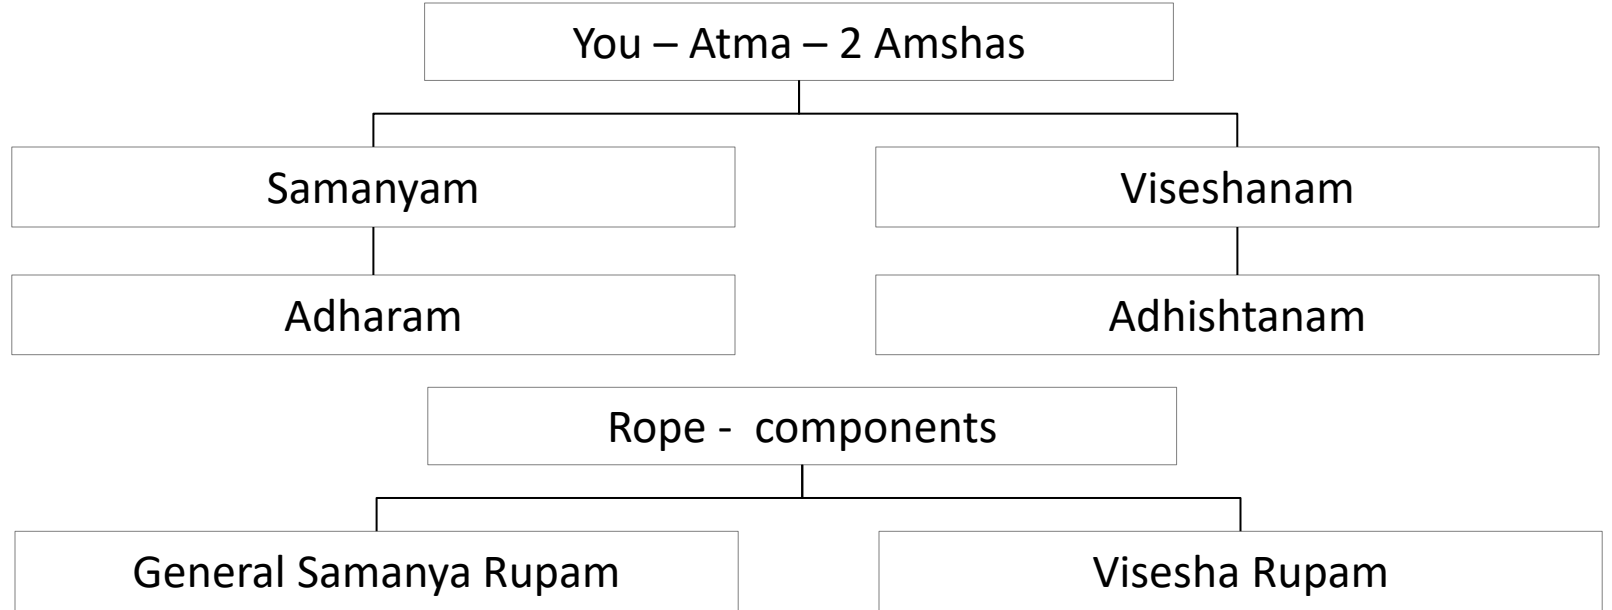 You – Atma – 2 Amshas
Samanyam
Viseshanam
Adharam
Adhishtanam
Rope -  components
General Samanya Rupam
Visesha Rupam